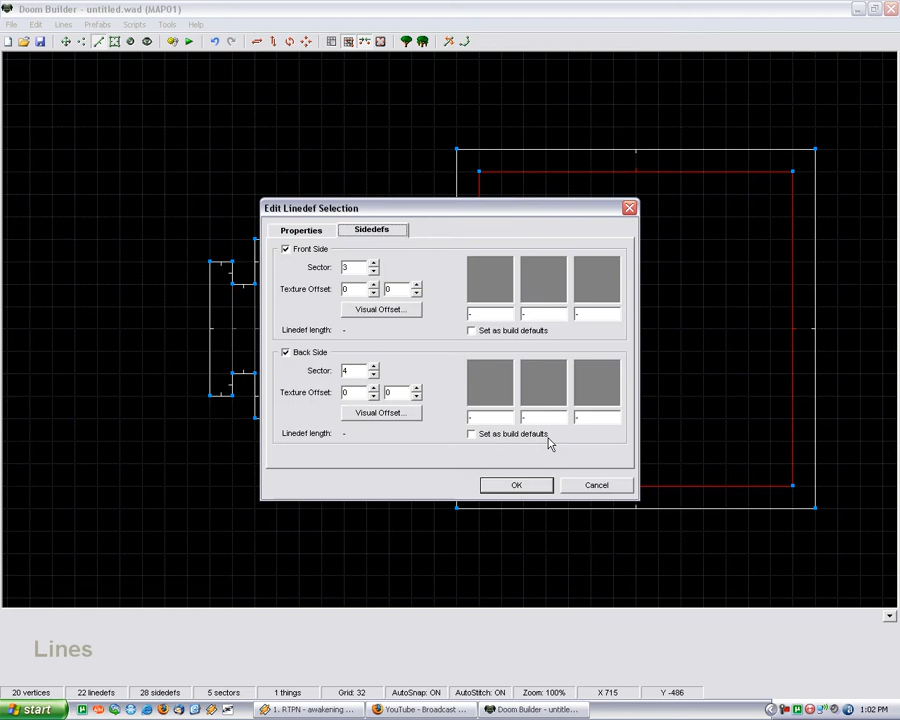 Doom Builder - untitled.wad (MAP01)
File Edit Lines Prefabs Scripts Tools Help
Edit Linedef Selection
Properties Sidedefs
Front Side
Sector: 3
Texture Offset: 0 0
Visual Offset...
- - -
Linedef length: -
Set as build defaults
Back Side
Sector: 4
Texture Offset: 0 0
Visual Offset...
- - -
Linedef length: -
Set as build defaults
OK Cancel
Lines
20 vertices 22 linedefs 28 sidedefs 5 sectors 1 things Grid: 32 AutoSnap: ON AutoStitch: ON Zoom: 100% X 715 Y -486
start 1. RTPN - awakening ... YouTube - Broadcast ... Doom Builder - untitle... 1:02 PM